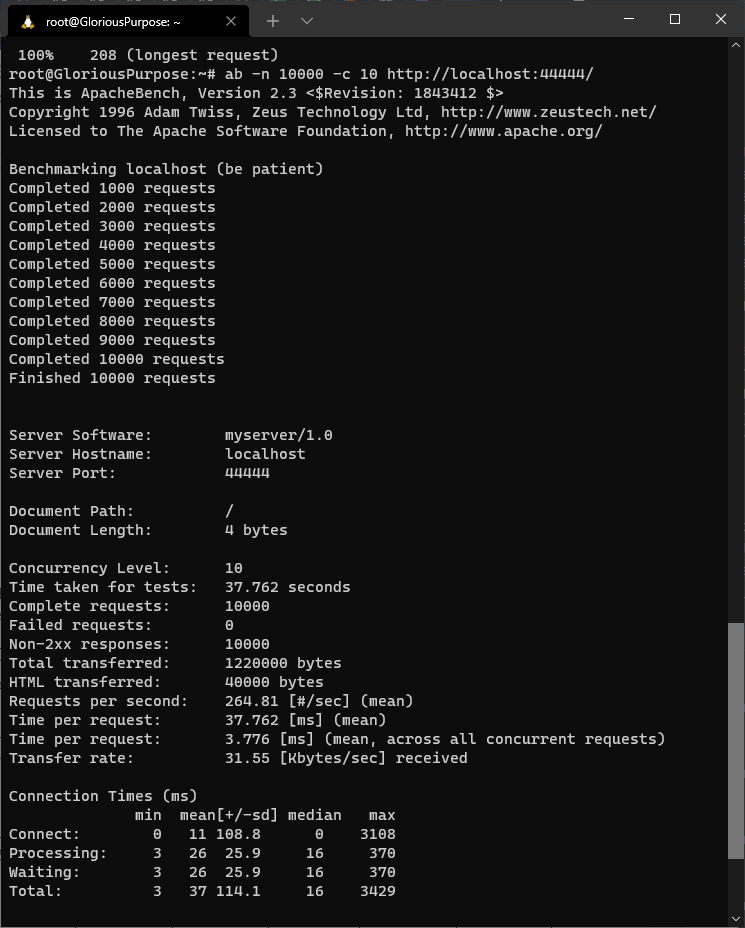 root@GloriousPurpose: ~
100%    208 (longest request)
root@GloriousPurpose:~# ab -n 10000 -c 10 http://localhost:44444/
This is ApacheBench, Version 2.3 <$Revision: 1843412 $>
Copyright 1996 Adam Twiss, Zeus Technology Ltd, http://www.zeustech.net/
Licensed to The Apache Software Foundation, http://www.apache.org/

Benchmarking localhost (be patient)
Completed 1000 requests
Completed 2000 requests
Completed 3000 requests
Completed 4000 requests
Completed 5000 requests
Completed 6000 requests
Completed 7000 requests
Completed 8000 requests
Completed 9000 requests
Completed 10000 requests
Finished 10000 requests


Server Software:        myserver/1.0
Server Hostname:        localhost
Server Port:            44444

Document Path:          /
Document Length:        4 bytes

Concurrency Level:      10
Time taken for tests:   37.762 seconds
Complete requests:      10000
Failed requests:        0
Non-2xx responses:      10000
Total transferred:      1220000 bytes
HTML transferred:       40000 bytes
Requests per second:    264.81 [#/sec] (mean)
Time per request:       37.762 [ms] (mean)
Time per request:       3.776 [ms] (mean, across all concurrent requests)
Transfer rate:          31.55 [Kbytes/sec] received

Connection Times (ms)
              min  mean[+/-sd] median   max
Connect:        0   11 108.8      0    3108
Processing:     3   26  25.9     16     370
Waiting:        3   26  25.9     16     370
Total:          3   37 114.1     16    3429